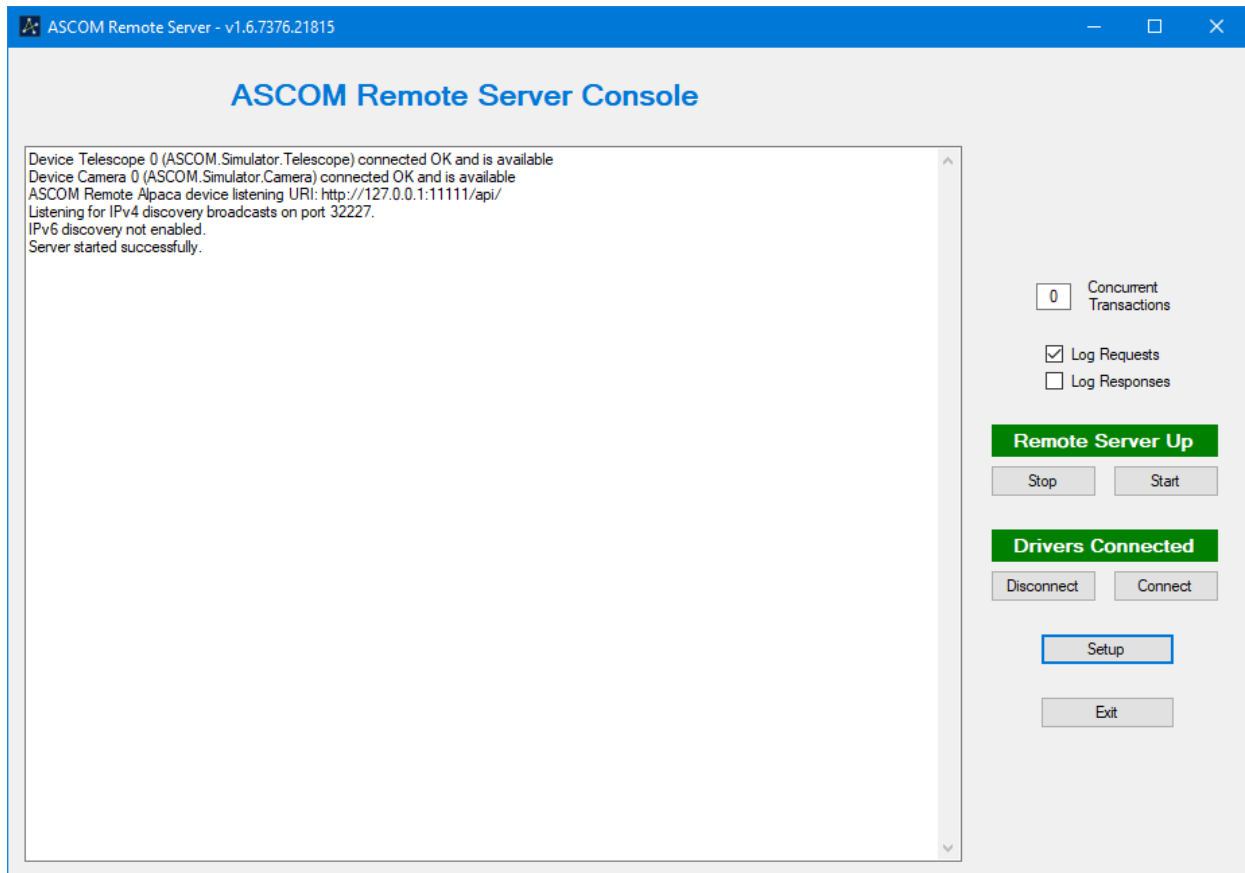 ASCOM Remote Server - v1.6.7376.21815
ASCOM Remote Server Console
Device Telescope 0 (ASCOM.Simulator.Telescope) connected OK and is available
Device Camera 0 (ASCOM.Simulator.Camera) connected OK and is available
ASCOM Remote Alpaca device listening URI: http://127.0.0.1:11111/api/
Listening for IPv4 discovery broadcasts on port 32227.
IPv6 discovery not enabled.
Server started successfully.
0 Concurrent
Transactions
Log Requests
Log Responses
Remote Server Up
Stop Start
Drivers Connected
Disconnect Connect
Setup
Exit